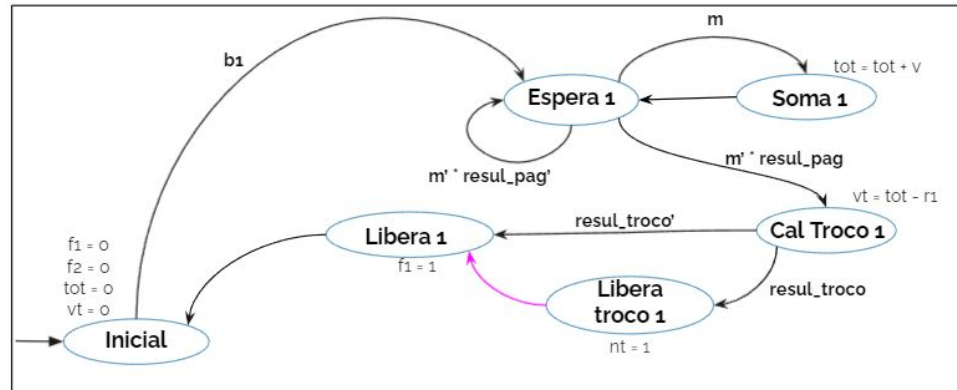 m
b1
tot = tot + v
Espera 1
Soma 1
m' * resul_pag'
m' * resul_pag
vt = tot - r1
resul_troco'
Cal Troco 1
Libera 1
f1 = 1
f1 = 0
f2 = 0
tot = 0
vt = 0
resul_troco
Libera
troco 1
nt = 1
Inicial